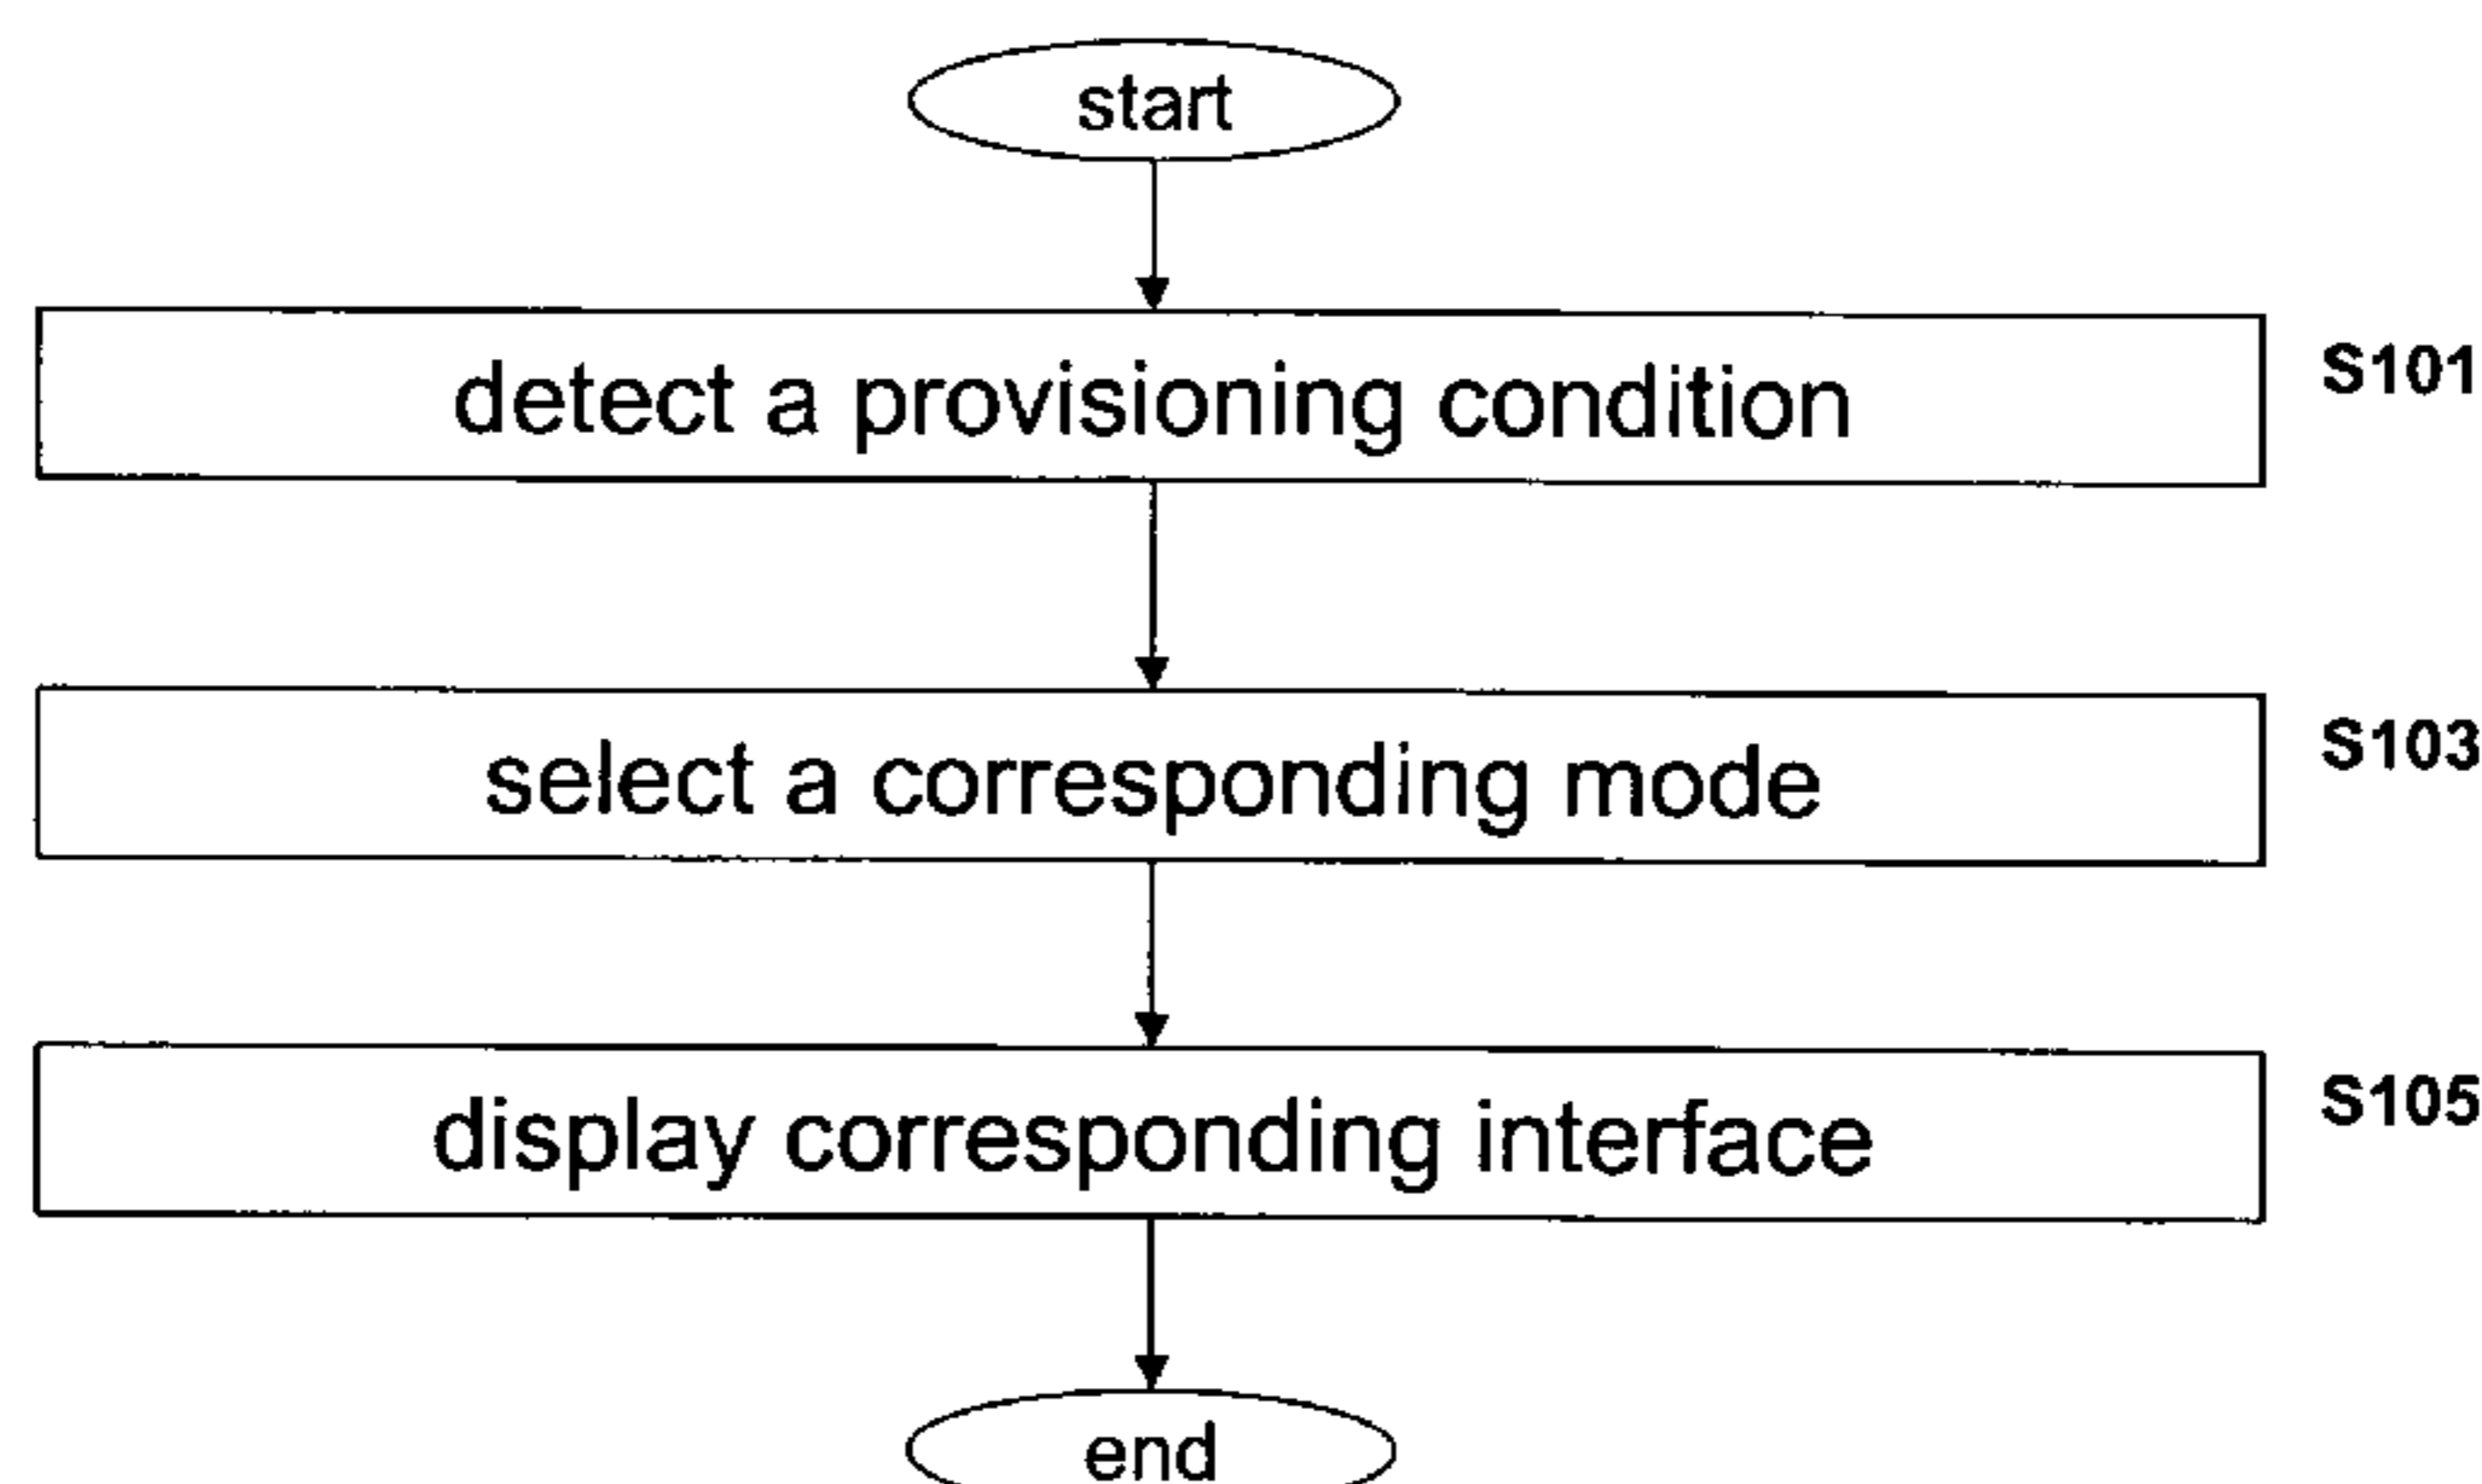 start
detect a provisioning condition
S101
select a corresponding mode
S103
display corresponding interface
S105
end